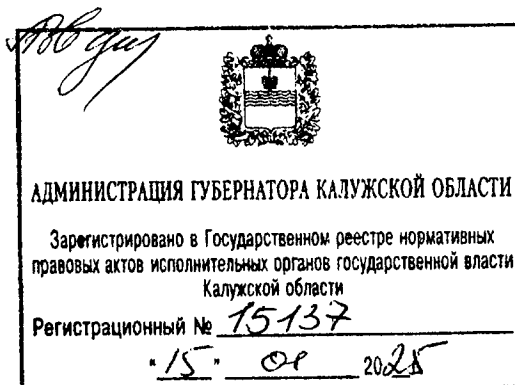 АДМИНИСТРАЦИЯ ГУБЕРНАТОРА КАЛУЖСКОЙ ОБЛАСТИ
Зарегистрировано в Государственном реестре нормативных
правовых актов исполнительных органов государственной власти
Калужской области
Регистрационный № 15137
"15" 2025